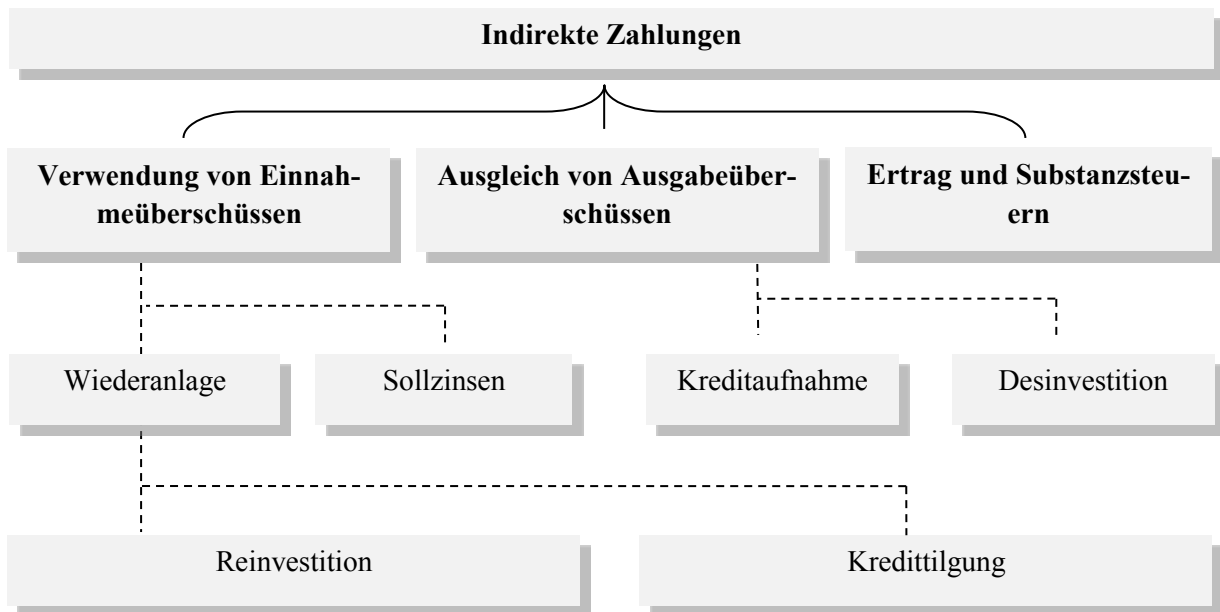 Indirekte Zahlungen
Verwendung von Einnah-
meüberschüssen
Ausgleich von Ausgabeüber-
schüssen
Ertrag und Substanzsteu-
ern
Wiederanlage
Sollzinsen
Kreditaufnahme
Desinvestition
Reinvestition
Kredittilgung